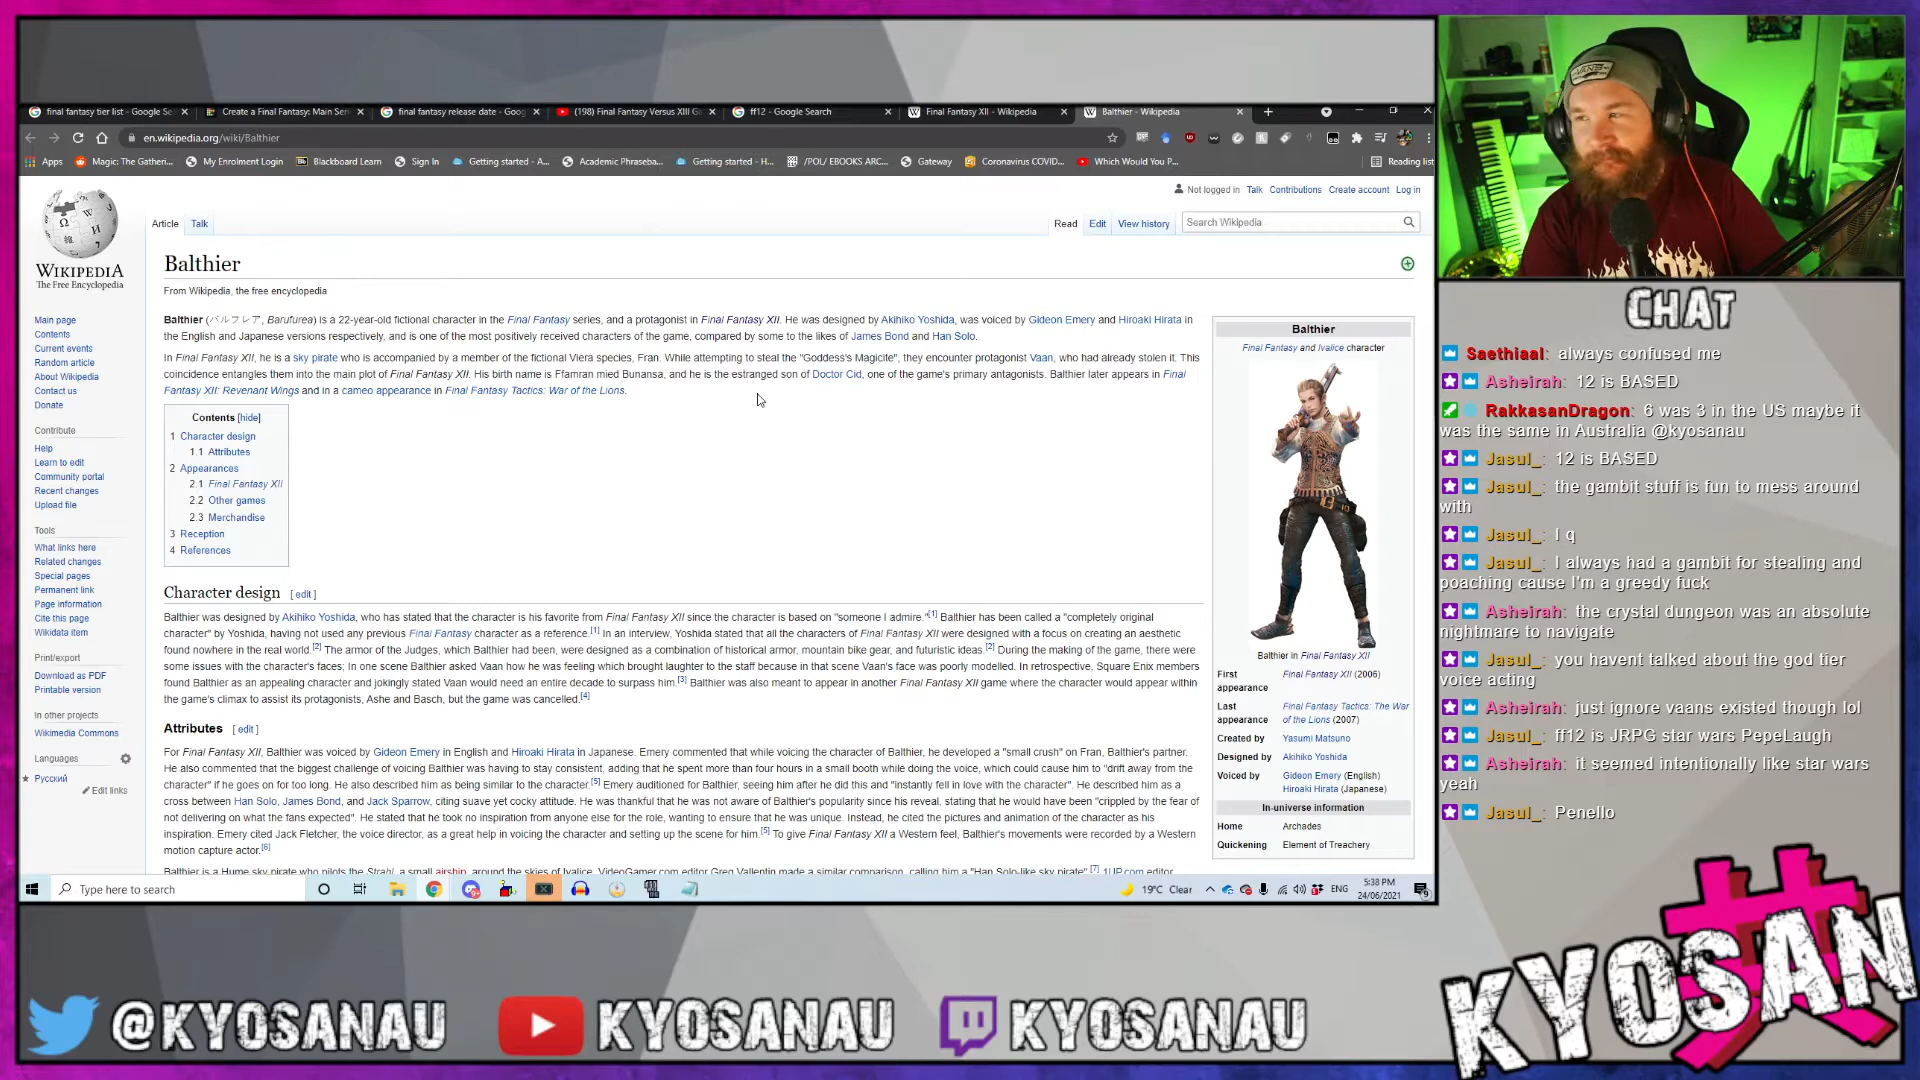 final fantasy tier list - Google Se
Create a Final Fantasy: Main Seri
final fantasy release date - Goog
(198) Final Fantasy Versus XIII Ga
ff12 - Google Search
Final Fantasy XII - Wikipedia
Balthier - Wikipedia
en.wikipedia.org/wiki/Balthier
Apps
Magic: The Gatheri...
My Enrolment Login
Blackboard Learn
Sign In
Getting started - A...
Academic Phraseba...
Getting started - H...
/POL/ EBOOKS ARC...
Gateway
Coronavirus COVID...
Which Would You P...
Reading list
Not logged in Talk Contributions Create account Log in
Article Talk
Read Edit View history Search Wikipedia
WIKIPEDIA
The Free Encyclopedia
Main page
Contents
Current events
Random article
About Wikipedia
Contact us
Donate
Contribute
Help
Learn to edit
Community portal
Recent changes
Upload file
Tools
What links here
Related changes
Special pages
Permanent link
Page information
Cite this page
Wikidata item
Print/export
Download as PDF
Printable version
In other projects
Wikimedia Commons
Languages
Русский
Edit links
Balthier
From Wikipedia, the free encyclopedia
Balthier (バルフレア, Barufurea) is a 22-year-old fictional character in the Final Fantasy series, and a protagonist in Final Fantasy XII. He was designed by Akihiko Yoshida, was voiced by Gideon Emery and Hiroaki Hirata in
the English and Japanese versions respectively, and is one of the most positively received characters of the game, compared by some to the likes of James Bond and Han Solo.
In Final Fantasy XII, he is a sky pirate who is accompanied by a member of the fictional Viera species, Fran. While attempting to steal the "Goddess's Magicite", they encounter protagonist Vaan, who had already stolen it. This
coincidence entangles them into the main plot of Final Fantasy XII. His birth name is Ffamran mied Bunansa, and he is the estranged son of Doctor Cid, one of the game's primary antagonists. Balthier later appears in Final
Fantasy XII: Revenant Wings and in a cameo appearance in Final Fantasy Tactics: War of the Lions.
Contents [hide]
1 Character design
1.1 Attributes
2 Appearances
2.1 Final Fantasy XII
2.2 Other games
2.3 Merchandise
3 Reception
4 References
Character design [ edit ]
Balthier was designed by Akihiko Yoshida, who has stated that the character is his favorite from Final Fantasy XII since the character is based on "someone I admire."[1] Balthier has been called a "completely original
character" by Yoshida, having not used any previous Final Fantasy character as a reference.[1] In an interview, Yoshida stated that all the characters of Final Fantasy XII were designed with a focus on creating an aesthetic
found nowhere in the real world.[2] The armor of the Judges, which Balthier had been, were designed as a combination of historical armor, mountain bike gear, and futuristic ideas.[2] During the making of the game, there were
some issues with the character's faces; In one scene Balthier asked Vaan how he was feeling which brought laughter to the staff because in that scene Vaan's face was poorly modelled. In retrospective, Square Enix members
found Balthier as an appealing character and jokingly stated Vaan would need an entire decade to surpass him.[3] Balthier was also meant to appear in another Final Fantasy XII game where the character would appear within
the game's climax to assist its protagonists, Ashe and Basch, but the game was cancelled.[4]
Attributes [ edit ]
For Final Fantasy XII, Balthier was voiced by Gideon Emery in English and Hiroaki Hirata in Japanese. Emery commented that while voicing the character of Balthier, he developed a "small crush" on Fran, Balthier's partner.
He also commented that the biggest challenge of voicing Balthier was having to stay consistent, adding that he spent more than four hours in a small booth while doing the voice, which could cause him to "drift away from the
character" if he goes on for too long. He also described him as being similar to the character.[5] Emery auditioned for Balthier, seeing him after he did this and "instantly fell in love with the character". He described him as a
cross between Han Solo, James Bond, and Jack Sparrow, citing suave yet cocky attitude. He was thankful that he was not aware of Balthier's popularity since his reveal, stating that he would have been "crippled by the fear of
not delivering on what the fans expected". He stated that he took no inspiration from anyone else for the role, wanting to ensure that he was unique. Instead, he cited the pictures and animation of the character as his
inspiration. Emery cited Jack Fletcher, the voice director, as a great help in voicing the character and setting up the scene for him.[5] To give Final Fantasy XII a Western feel, Balthier's movements were recorded by a Western
motion capture actor.[6]
Balthier is a Hume sky pirate who pilots the Strahl, a small airship, around the skies of Ivalice. VideoGamer.com editor Greg Vallentin made a similar comparison, calling him a "Han Solo-like sky pirate".[7] 1UP.com editor
Balthier
Final Fantasy and Ivalice character
Balthier in Final Fantasy XII
First appearance Final Fantasy XII (2006)
Last appearance Final Fantasy Tactics: The War of the Lions (2007)
Created by Yasumi Matsuno
Designed by Akihiko Yoshida
Voiced by Gideon Emery (English)
Hiroaki Hirata (Japanese)
In-universe information
Home Archades
Quickening Element of Treachery
Type here to search
19°C Clear
ENG
5:38 PM
24/06/2021
VANS
CHAT
Saethiaal: always confused me
Asheirah: 12 is BASED
RakkasanDragon: 6 was 3 in the US maybe it
was the same in Australia @kyosanau
Jasul_: 12 is BASED
Jasul_: the gambit stuff is fun to mess around
with
Jasul_: I q
Jasul_: I always had a gambit for stealing and
poaching cause I'm a greedy fuck
Asheirah: the crystal dungeon was an absolute
nightmare to navigate
Jasul_: you havent talked about the god tier
voice acting
Asheirah: just ignore vaans existed though lol
Jasul_: ff12 is JRPG star wars PepeLaugh
Asheirah: it seemed intentionally like star wars
yeah
Jasul_: Penello
@KYOSANAU
KYOSANAU
KYOSANAU
KYOSAN